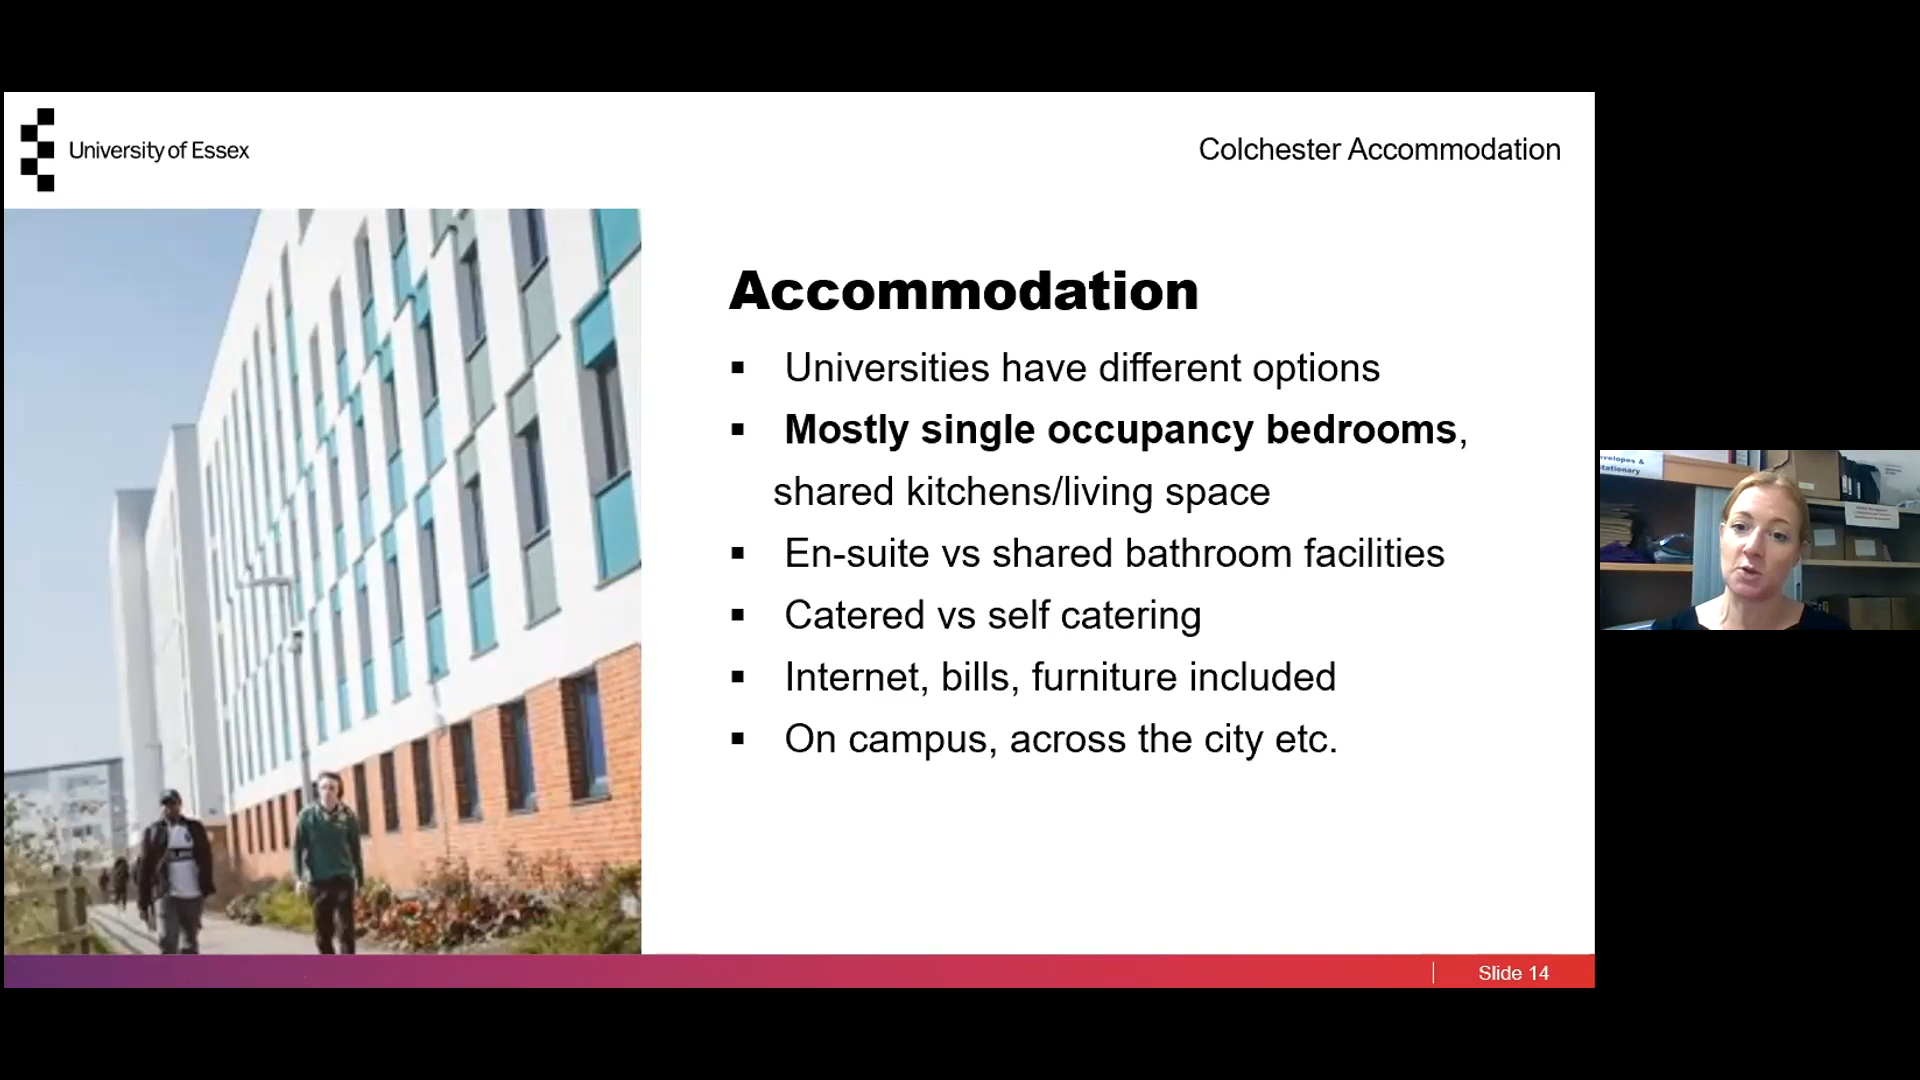 University of Essex
Colchester Accommodation
Accommodation
▪ Universities have different options
▪ Mostly single occupancy bedrooms,
shared kitchens/living space
▪ En-suite vs shared bathroom facilities
▪ Catered vs self catering
▪ Internet, bills, furniture included
▪ On campus, across the city etc.
Slide 14